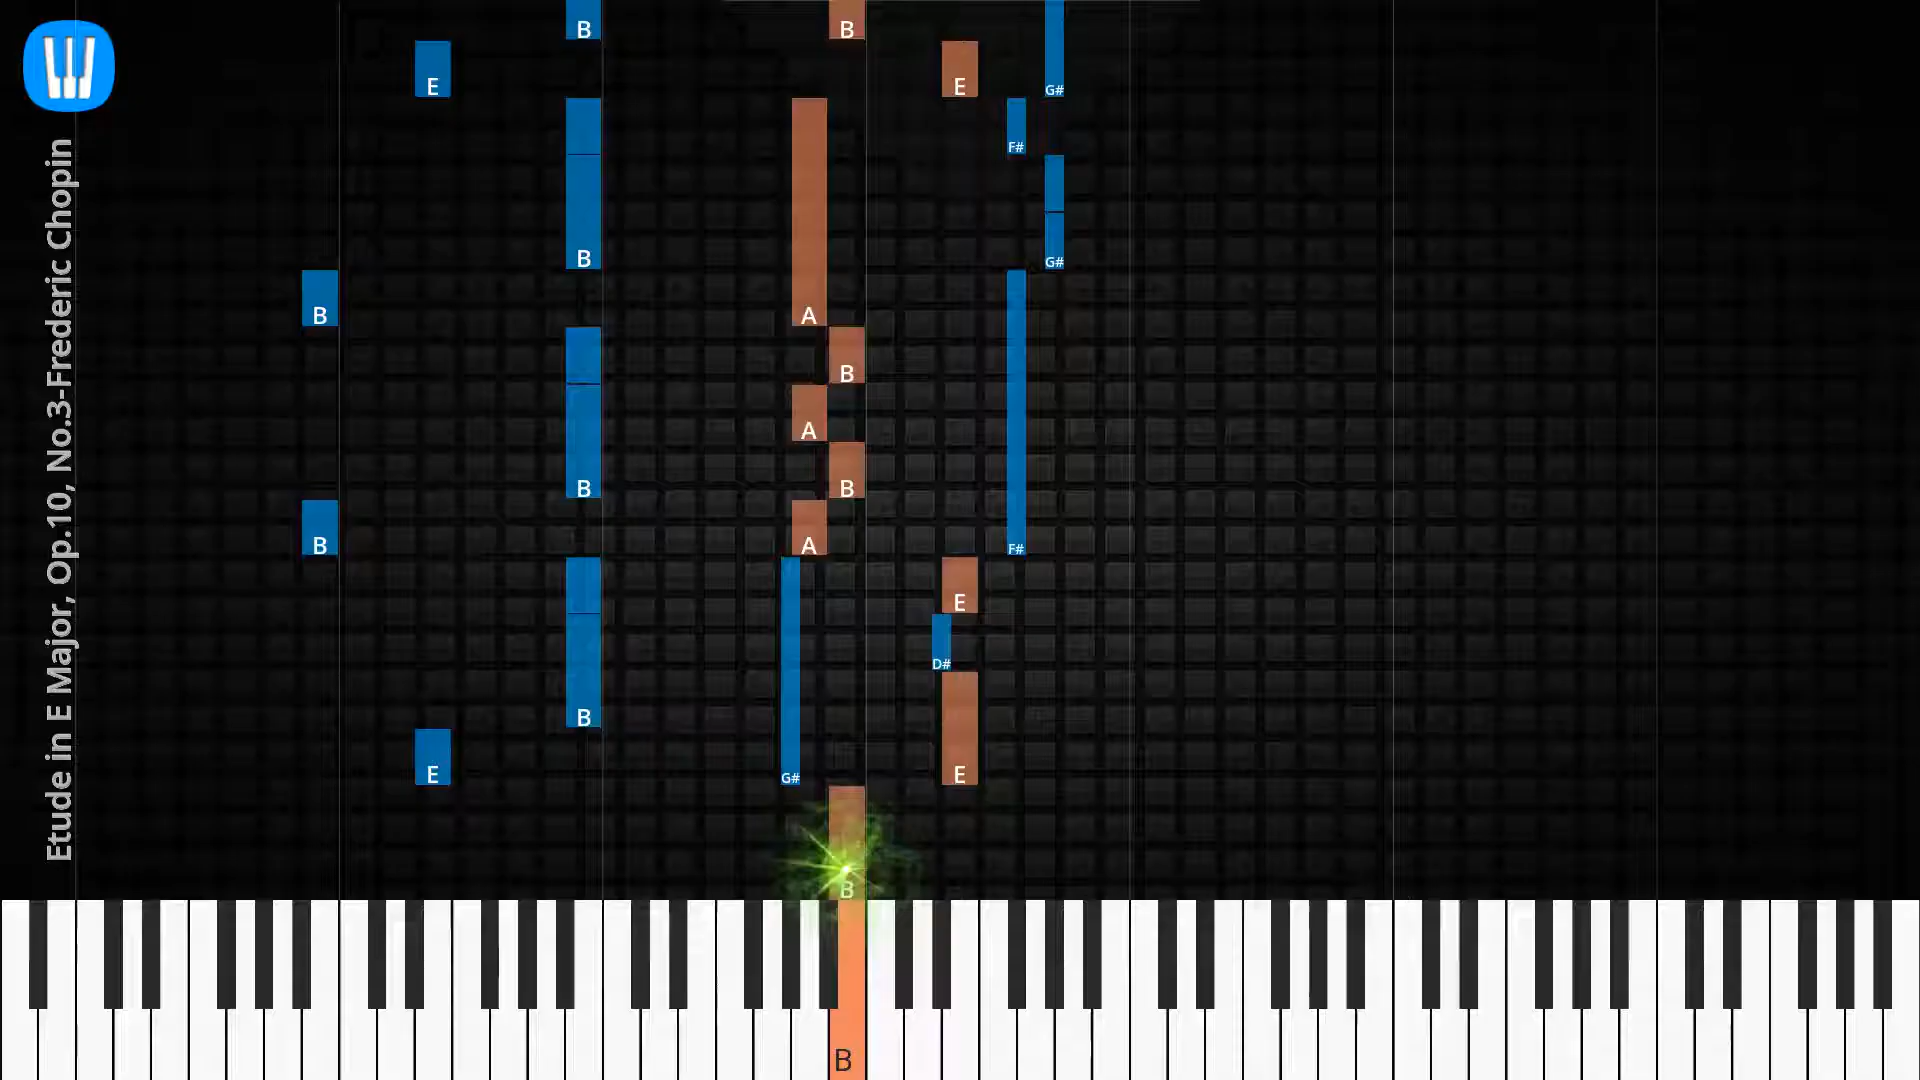 Etude in E Major, Op.10, No.3-Frederic Chopin
B B
E E G#
F#
B G#
B A
B
A
B B
B A F#
E
D#
B
E G# E
B
B